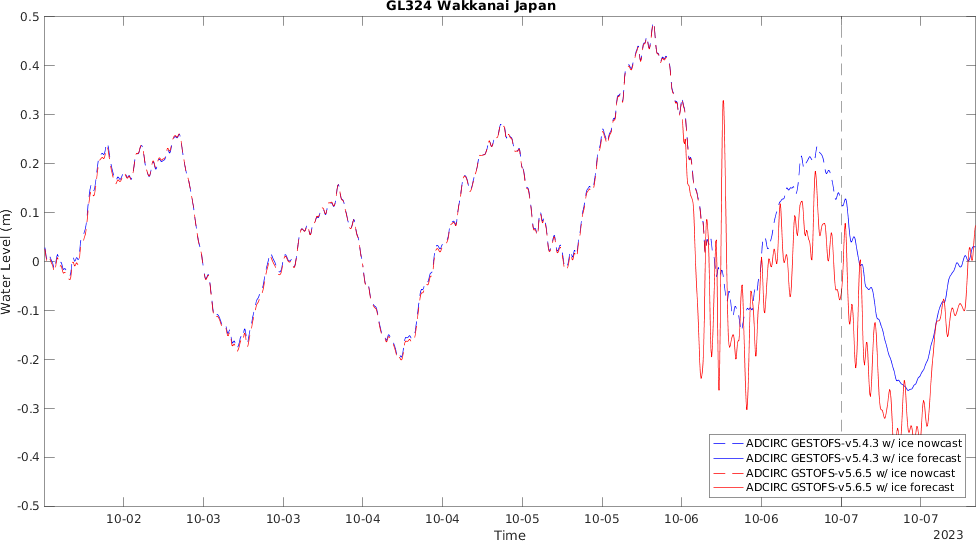 GL324 Wakkanai Japan
0.5
0.4
0.3
0.2
0.1
0
-0.1
-0.2
-0.3
-0.4
-0.5
Water Level (m)
ADCIRC GESTOFS-v5.4.3 w/ ice nowcast
ADCIRC GESTOFS-v5.4.3 w/ ice forecast
ADCIRC GSTOFS-v5.6.5 w/ ice nowcast
ADCIRC GSTOFS-v5.6.5 w/ ice forecast
10-02 10-03 10-03 10-04 10-04 10-05 10-05 10-06 10-06 10-07 10-07
Time
2023